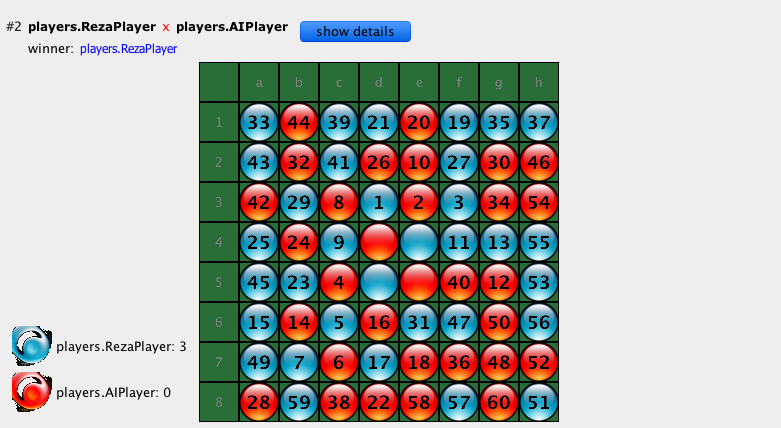 #2 players.RezaPlayer x players.AIPlayer show details
winner: players.RezaPlayer
a b c d e f g h
1 33 44 39 21 20 19 35 37
2 43 32 41 26 10 27 30 46
3 42 29 8 1 2 3 34 54
4 25 24 9 11 13 55
5 45 23 4 40 12 53
6 15 14 5 16 31 47 50 56
7 49 7 6 17 18 36 48 52
8 28 59 38 22 58 57 60 51
players.RezaPlayer: 3
players.AIPlayer: 0